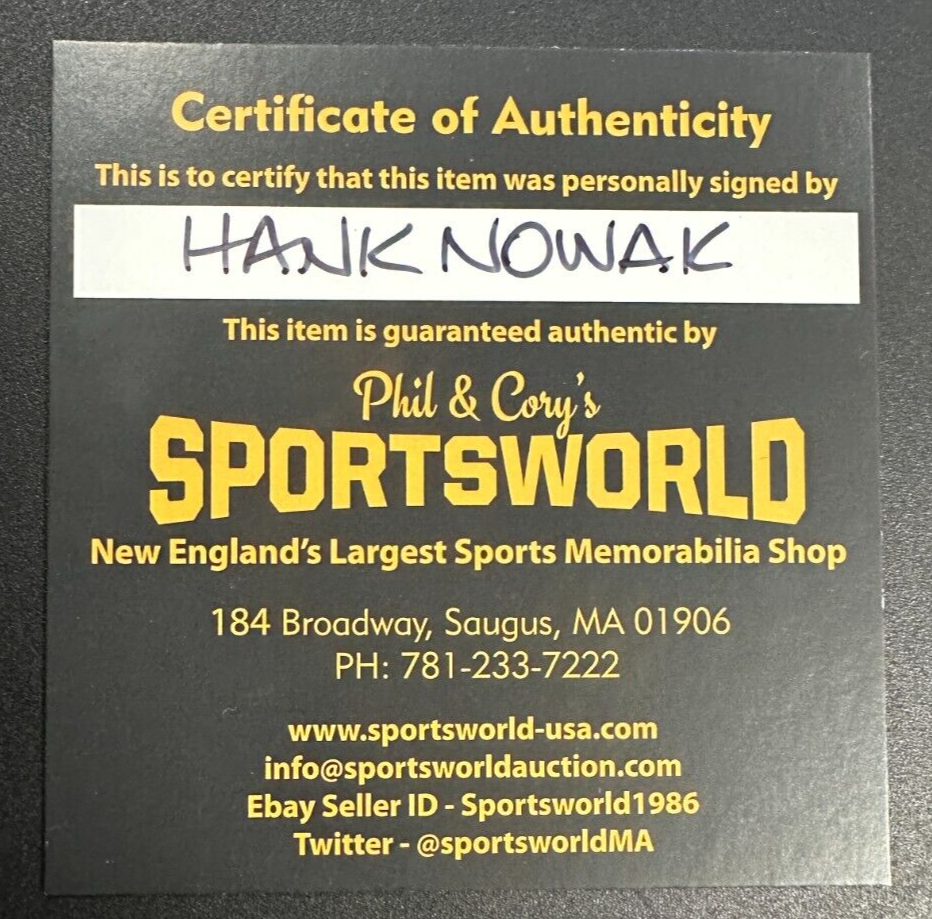 Certificate of Authenticity
This is to certify that this item was personally signed by
HANK NOWAK
This item is guaranteed authentic by
Phil & Cory's
SPORTSWORLD
New England's Largest Sports Memorabilia Shop
184 Broadway, Saugus, MA 01906
PH: 781-233-7222
www.sportsworld-usa.com
info@sportsworldauction.com
Ebay Seller ID - Sportsworld1986
Twitter - @sportsworldMA